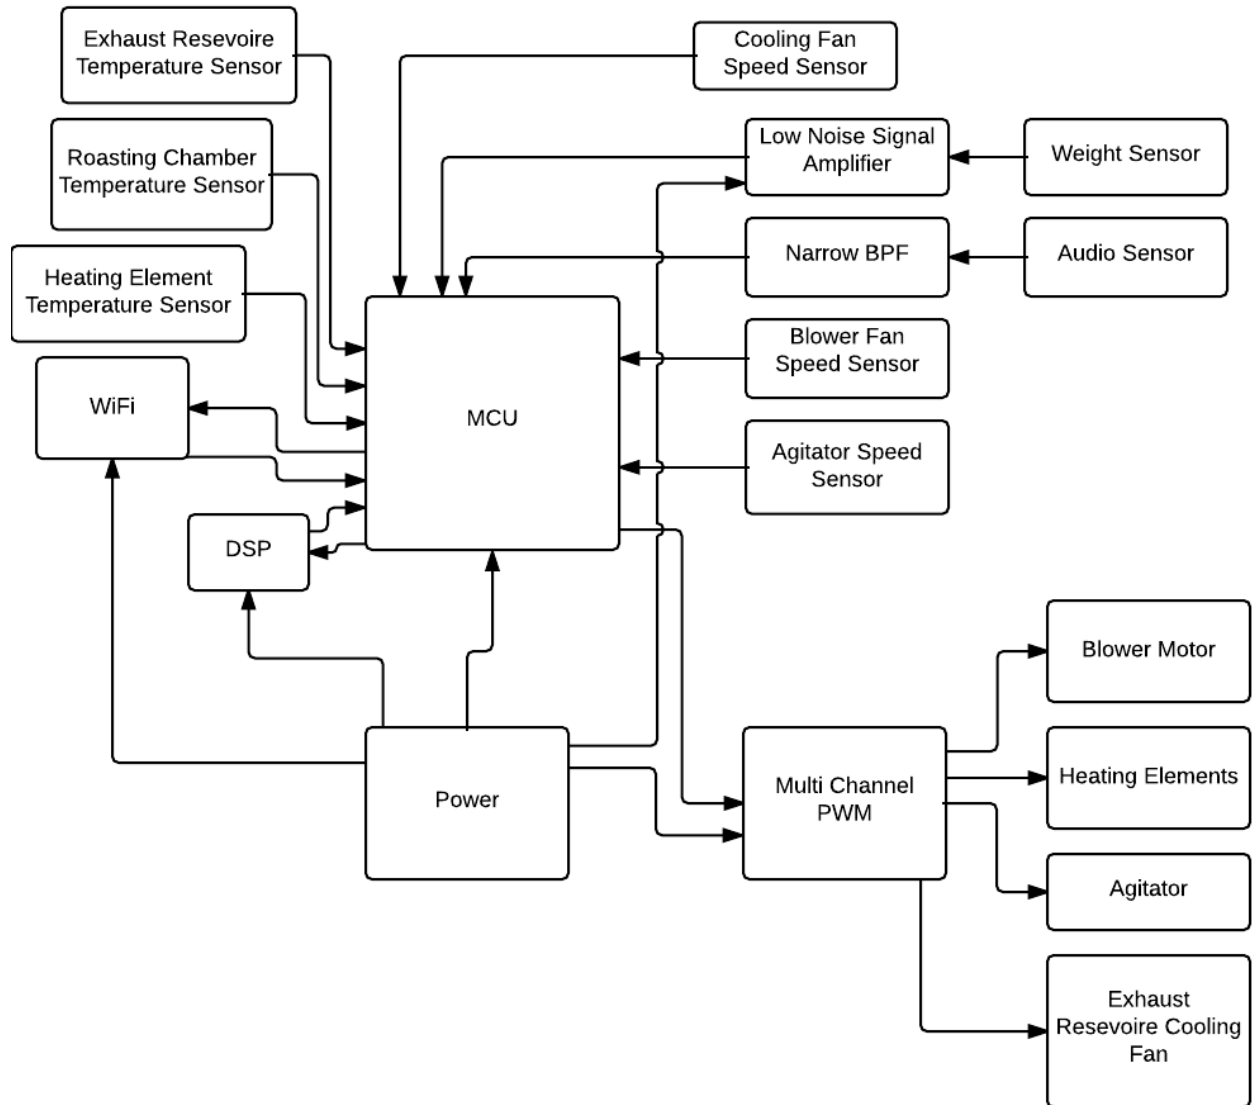 Exhaust Resevoire
Temperature Sensor
Cooling Fan
Speed Sensor
Roasting Chamber
Temperature Sensor
Low Noise Signal
Amplifier
Weight Sensor
Heating Element
Temperature Sensor
Narrow BPF
Audio Sensor
Blower Fan
Speed Sensor
WiFi
MCU
Agitator Speed
Sensor
DSP
Blower Motor
Power
Multi Channel
PWM
Heating Elements
Agitator
Exhaust
Resevoire Cooling
Fan